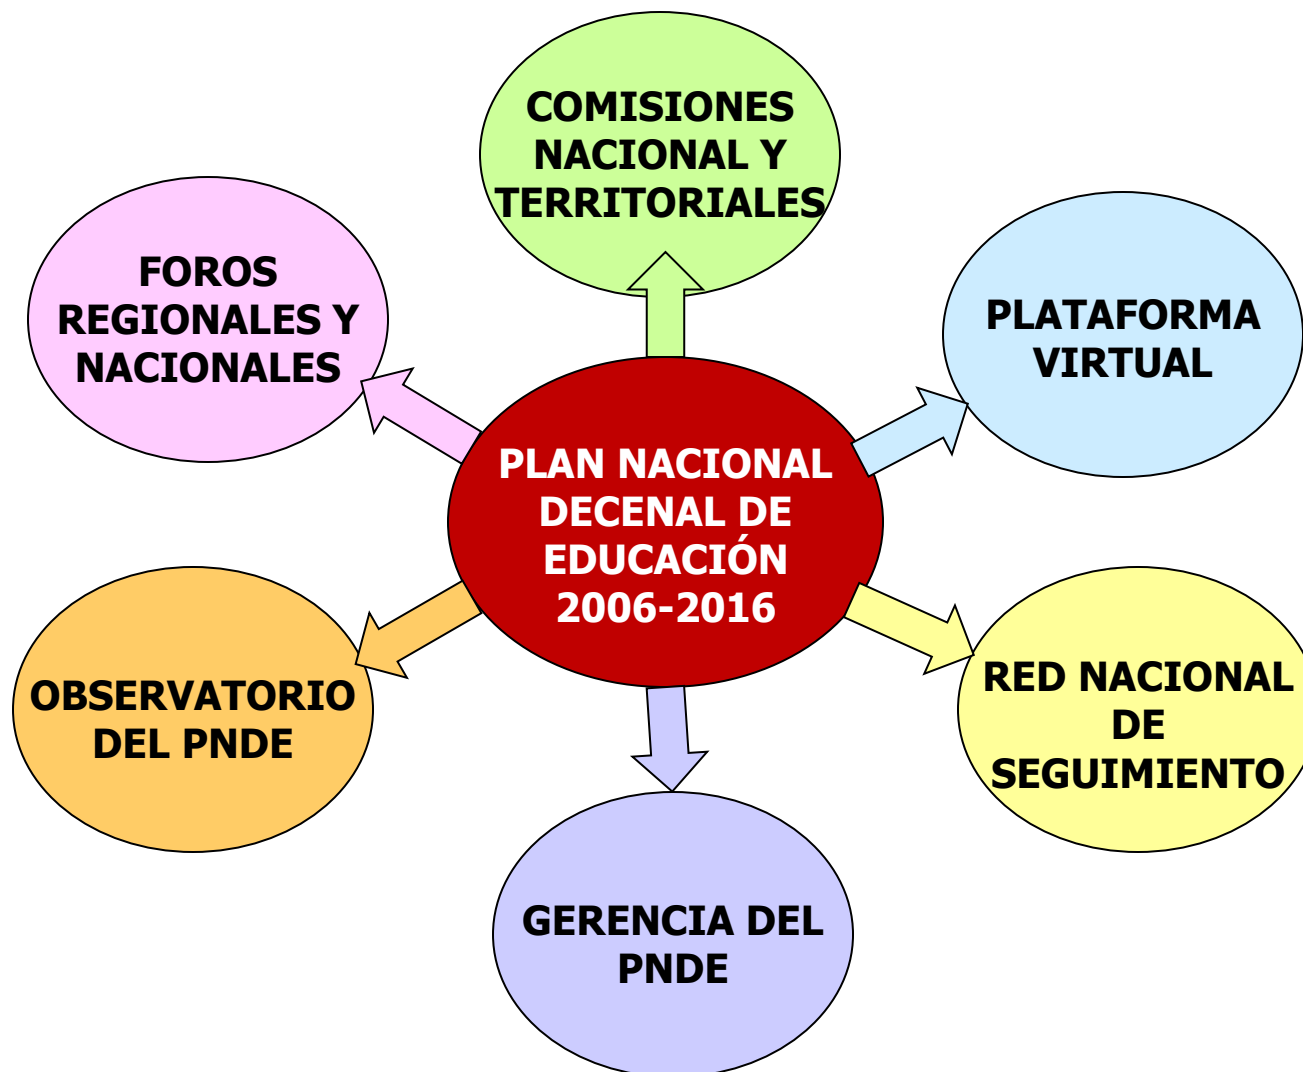 COMISIONES
NACIONAL Y
TERRITORIALES
FOROS
REGIONALES Y
NACIONALES
PLATAFORMA
VIRTUAL
PLAN NACIONAL
DECENAL DE
EDUCACIÓN
2006-2016
OBSERVATORIO
DEL PNDE
RED NACIONAL
DE
SEGUIMIENTO
GERENCIA DEL
PNDE